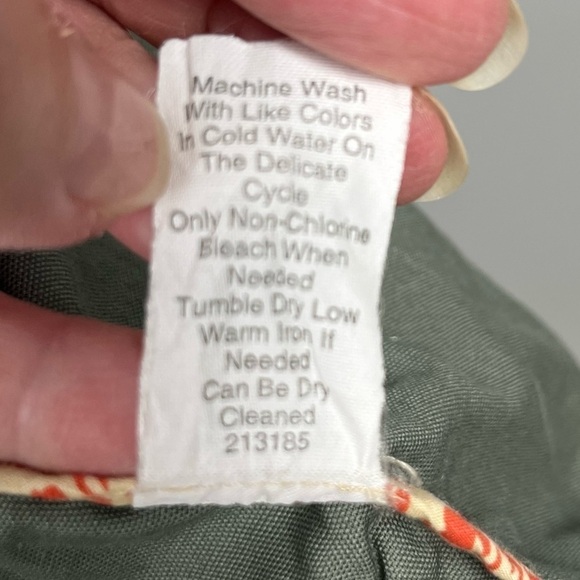 Machine Wash
With Like Colors
In Cold Water On
The Delicate
Cycle
Only Non-Chlorine
Bleach When
Needed
Tumble Dry Low
Warm Iron If
Needed
Can Be Dry
Cleaned
213185